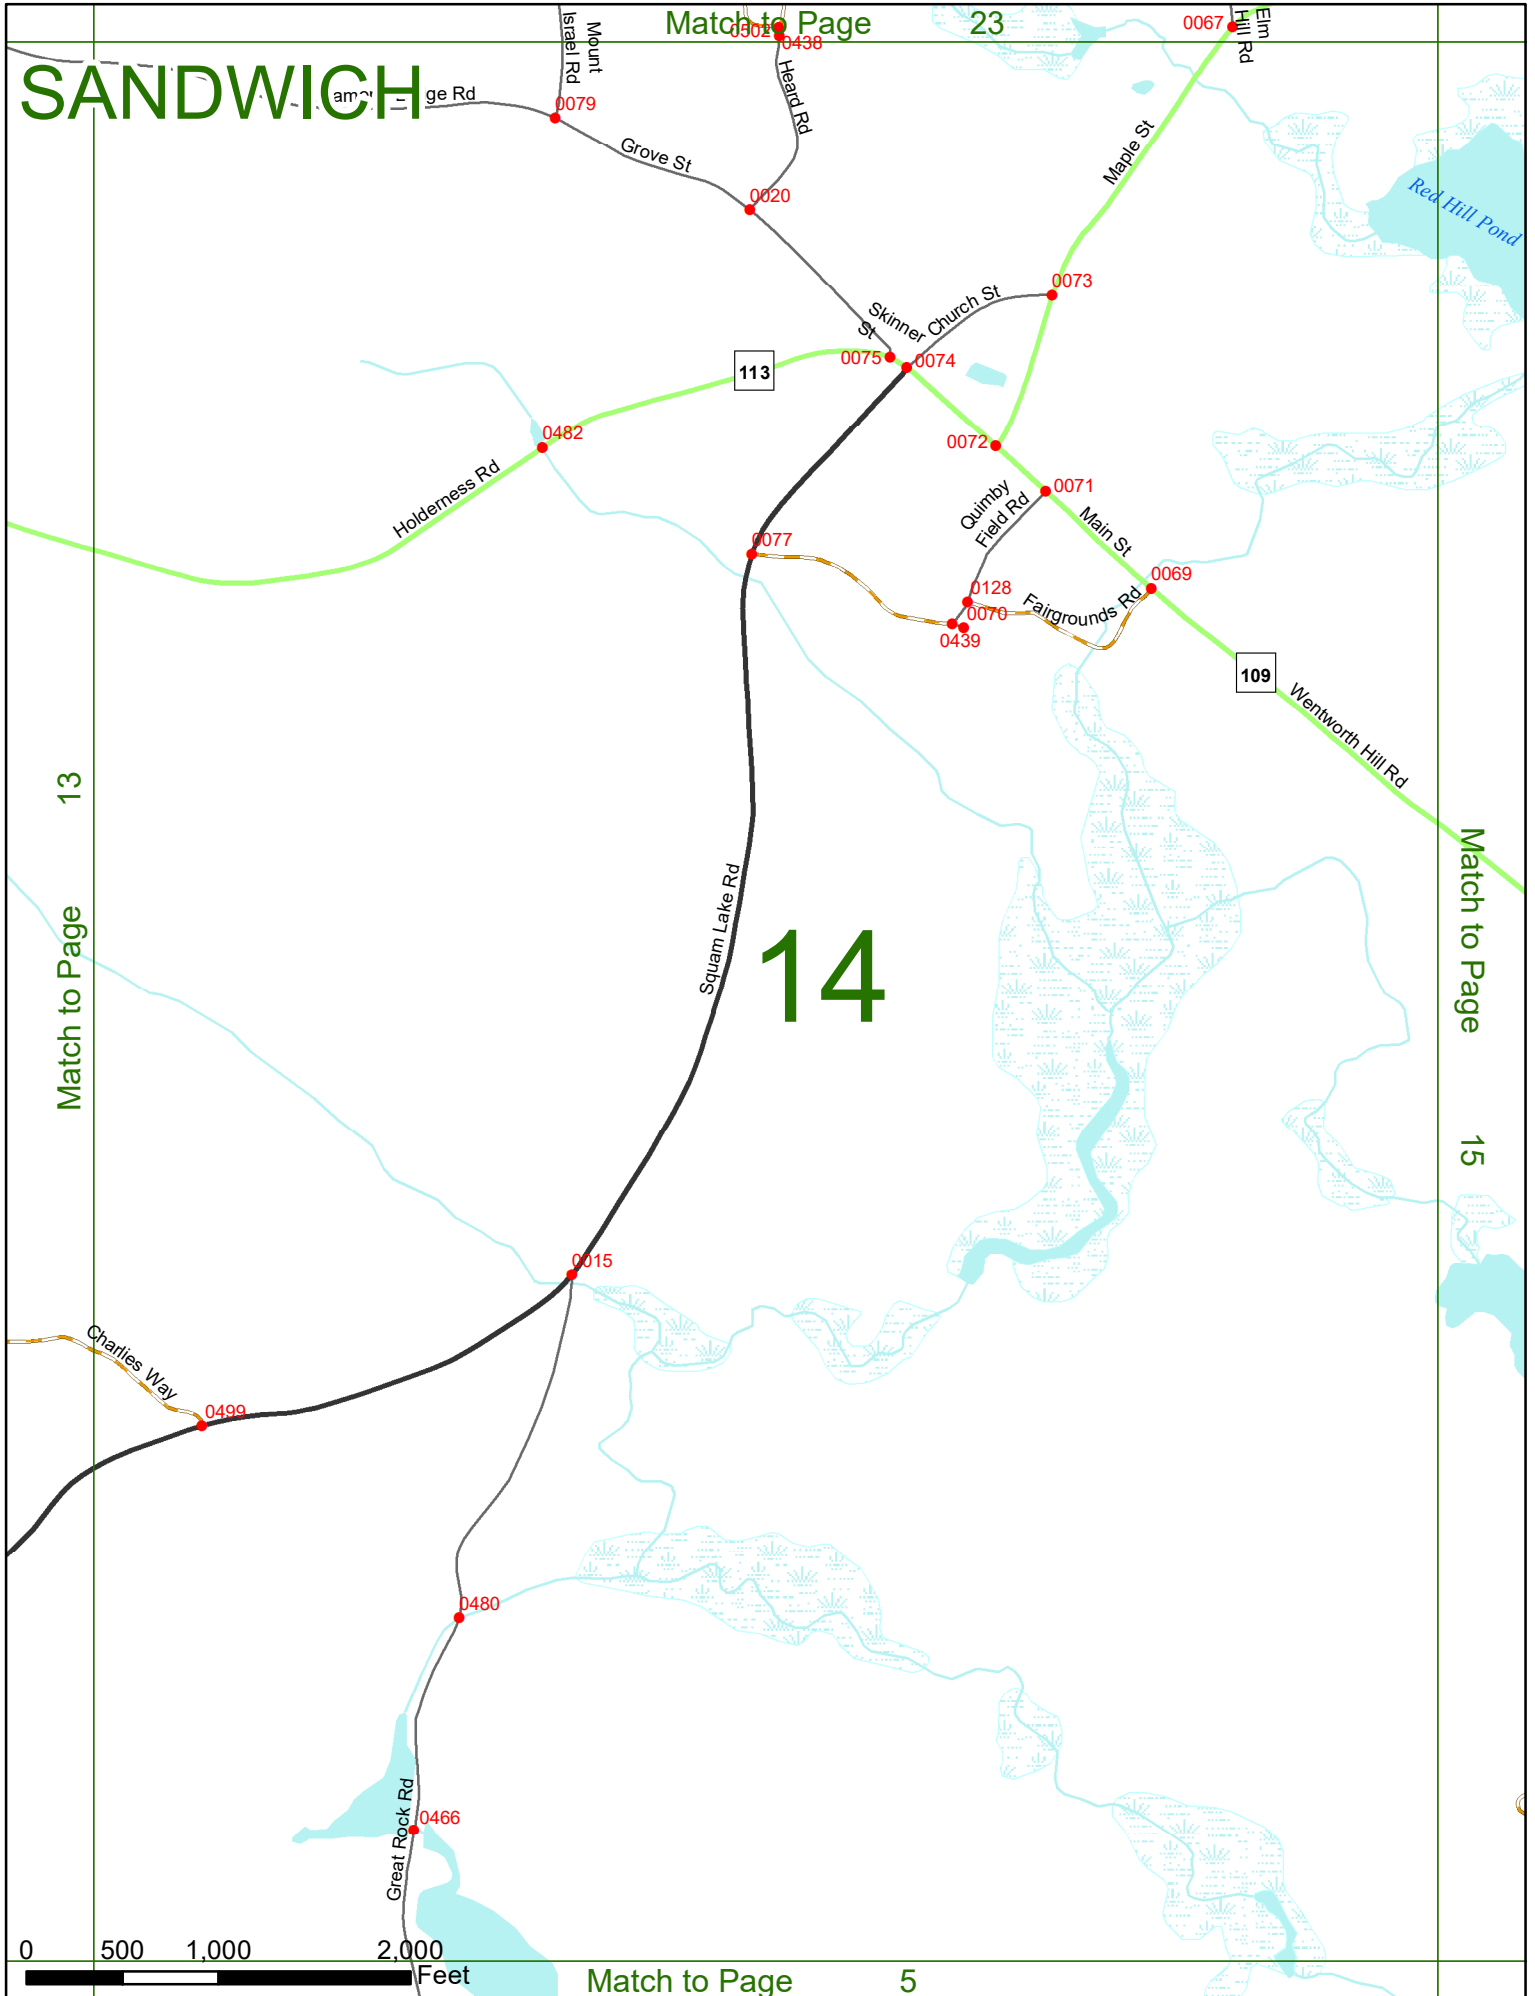 Match to Page 23
SANDWICH
Mount
Israel Rd
0502
0438
Heard Rd
0067
Elm
Hill Rd
ge Rd
0079
Grove St
0020
Maple St
Red Hill Pond
0073
Skinner
St
Church St
0075
0074
113
0482
0072
Holderness Rd
0071
Quimby
Field Rd
Main St
0077
0069
0128
0070
Fairgrounds Rd
0439
109
Wentworth Hill Rd
Match to Page 13
Squam Lake Rd
14
Match to Page 15
0015
Charlies Way
0499
0480
0466
Great Rock Rd
0 500 1,000 2,000
Feet
Match to Page 5